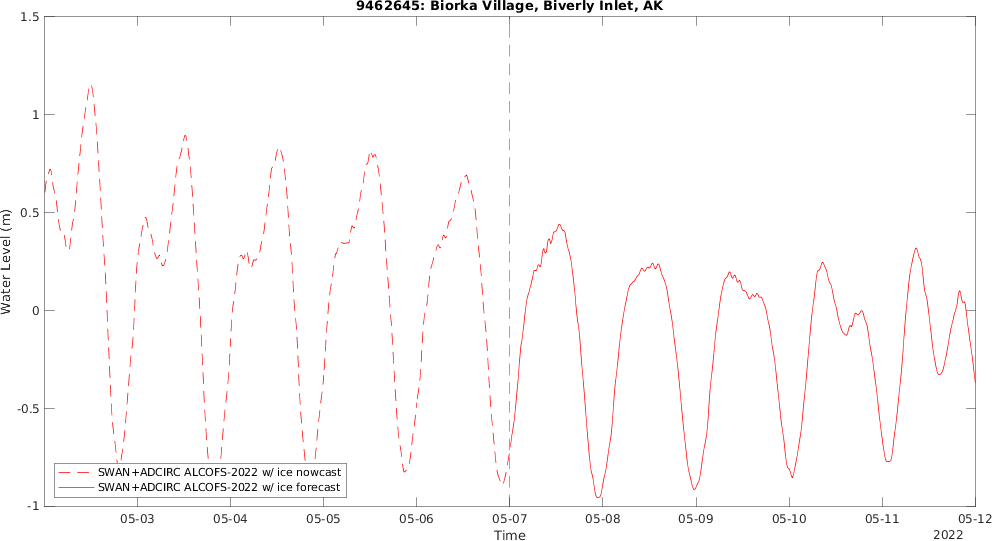 9462645: Biorka Village, Biverly Inlet, AK
Water Level (m)
1.5
1
0.5
0
-0.5
-1
SWAN+ADCIRC ALCOFS-2022 w/ ice nowcast
SWAN+ADCIRC ALCOFS-2022 w/ ice forecast
05-03 05-04 05-05 05-06 05-07 05-08 05-09 05-10 05-11 05-12
Time
2022